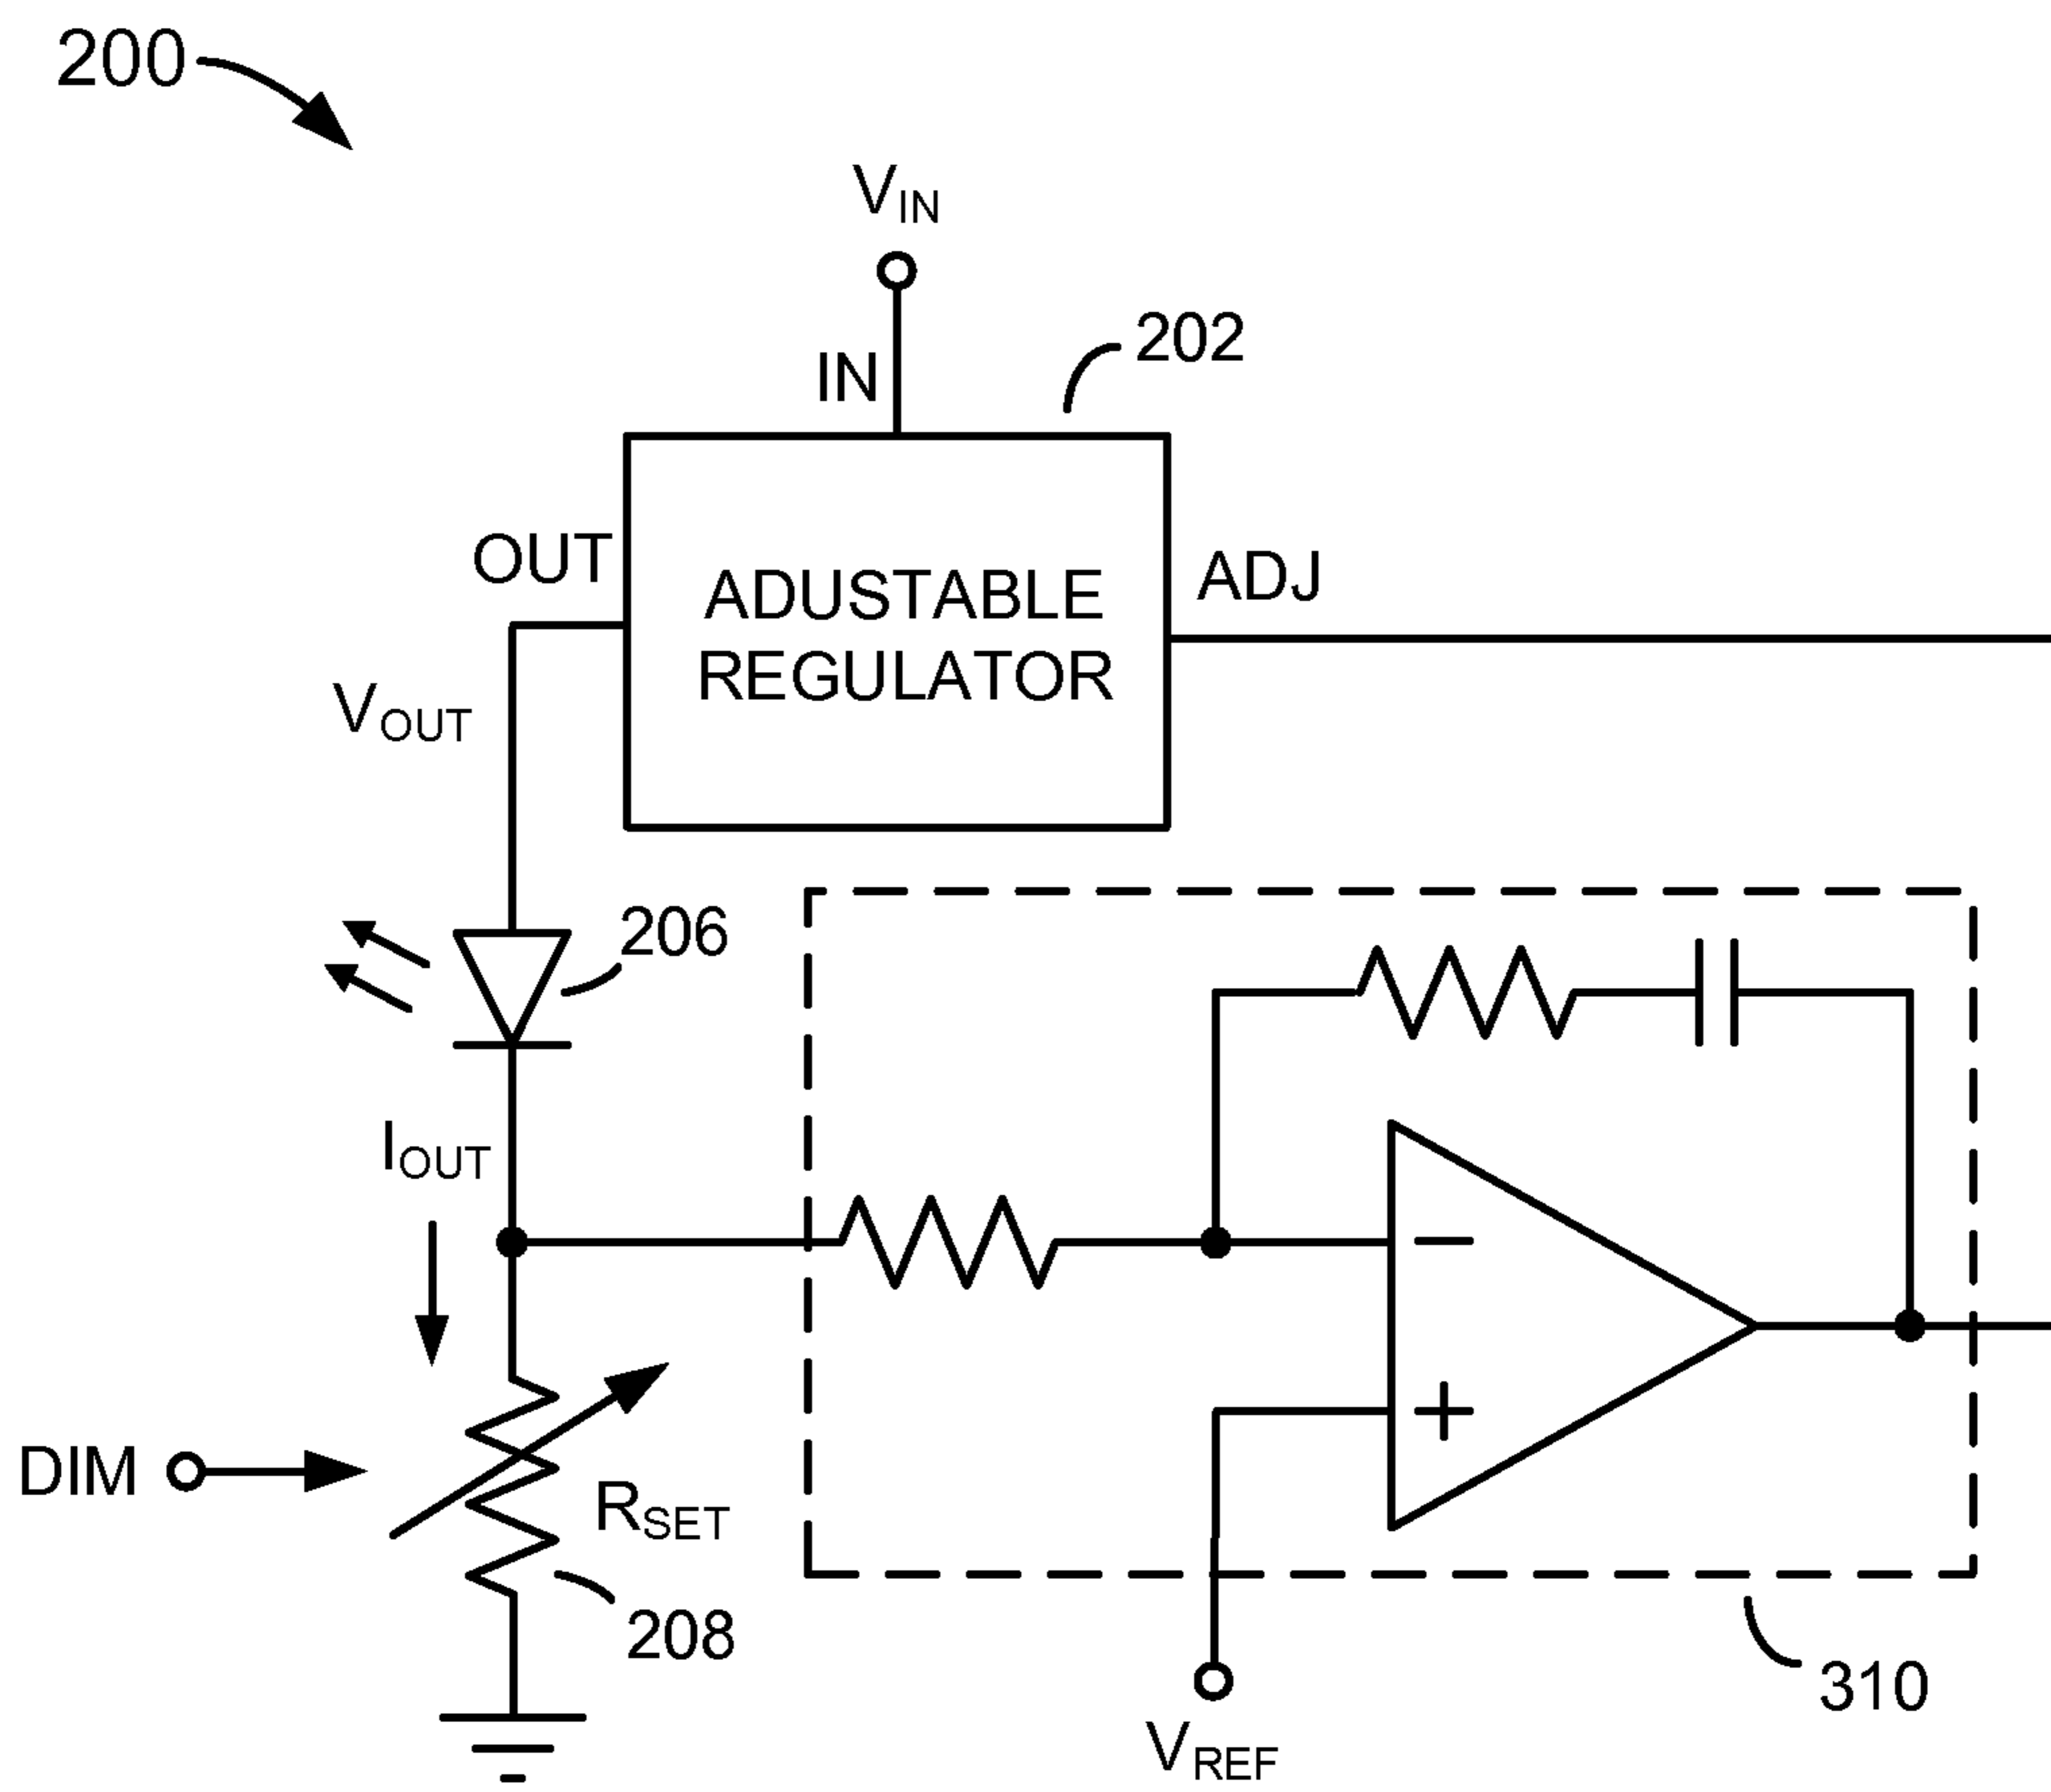 200
VIN
IN
202
OUT
ADJ
ADUSTABLE
REGULATOR
VOUT
206
IOUT
−
+
DIM
RSET
208
310
VREF